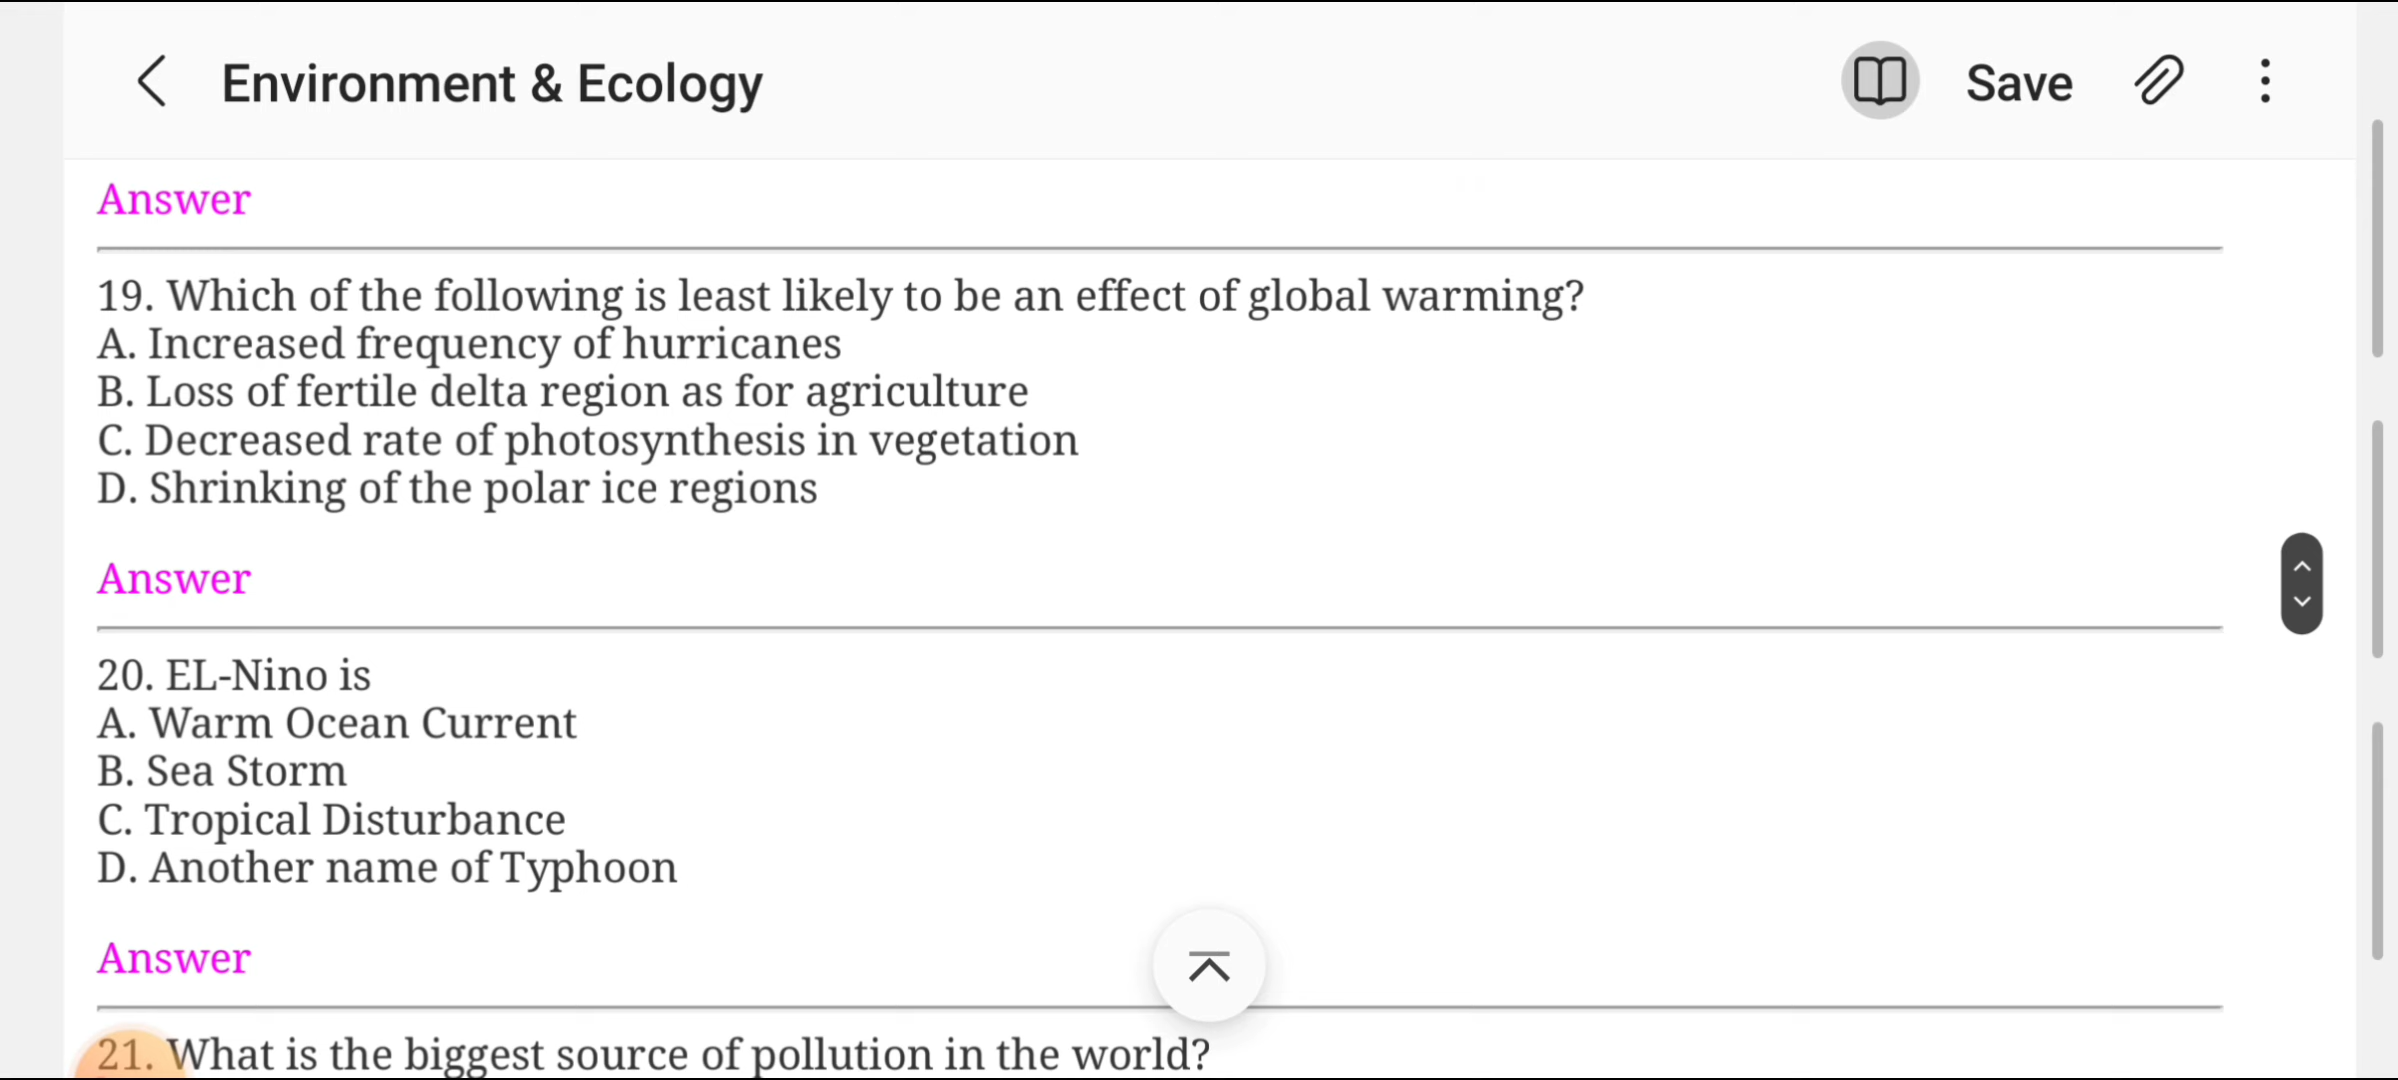 Environment & Ecology
Save
Answer
19. Which of the following is least likely to be an effect of global warming?
A. Increased frequency of hurricanes
B. Loss of fertile delta region as for agriculture
C. Decreased rate of photosynthesis in vegetation
D. Shrinking of the polar ice regions
Answer
20. EL-Nino is
A. Warm Ocean Current
B. Sea Storm
C. Tropical Disturbance
D. Another name of Typhoon
Answer
21. What is the biggest source of pollution in the world?